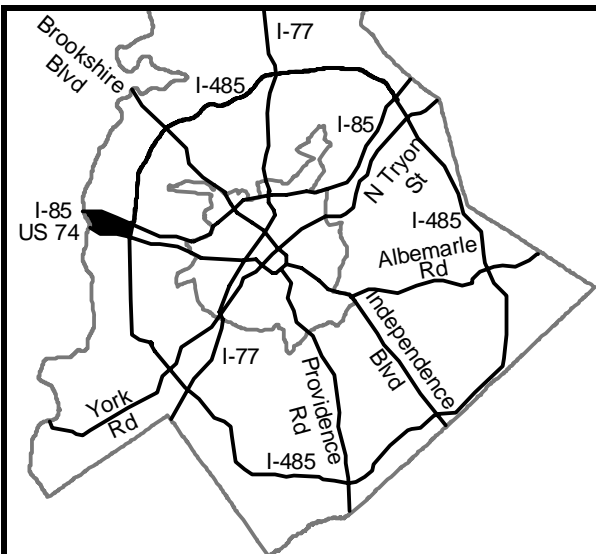 I-77
Brookshire
Blvd
I-485
I-85
N Tryon
St
I-85
US 74
I-485
Albemarle
Rd
Independence
Blvd
I-77
Providence
Rd
York
Rd
I-485